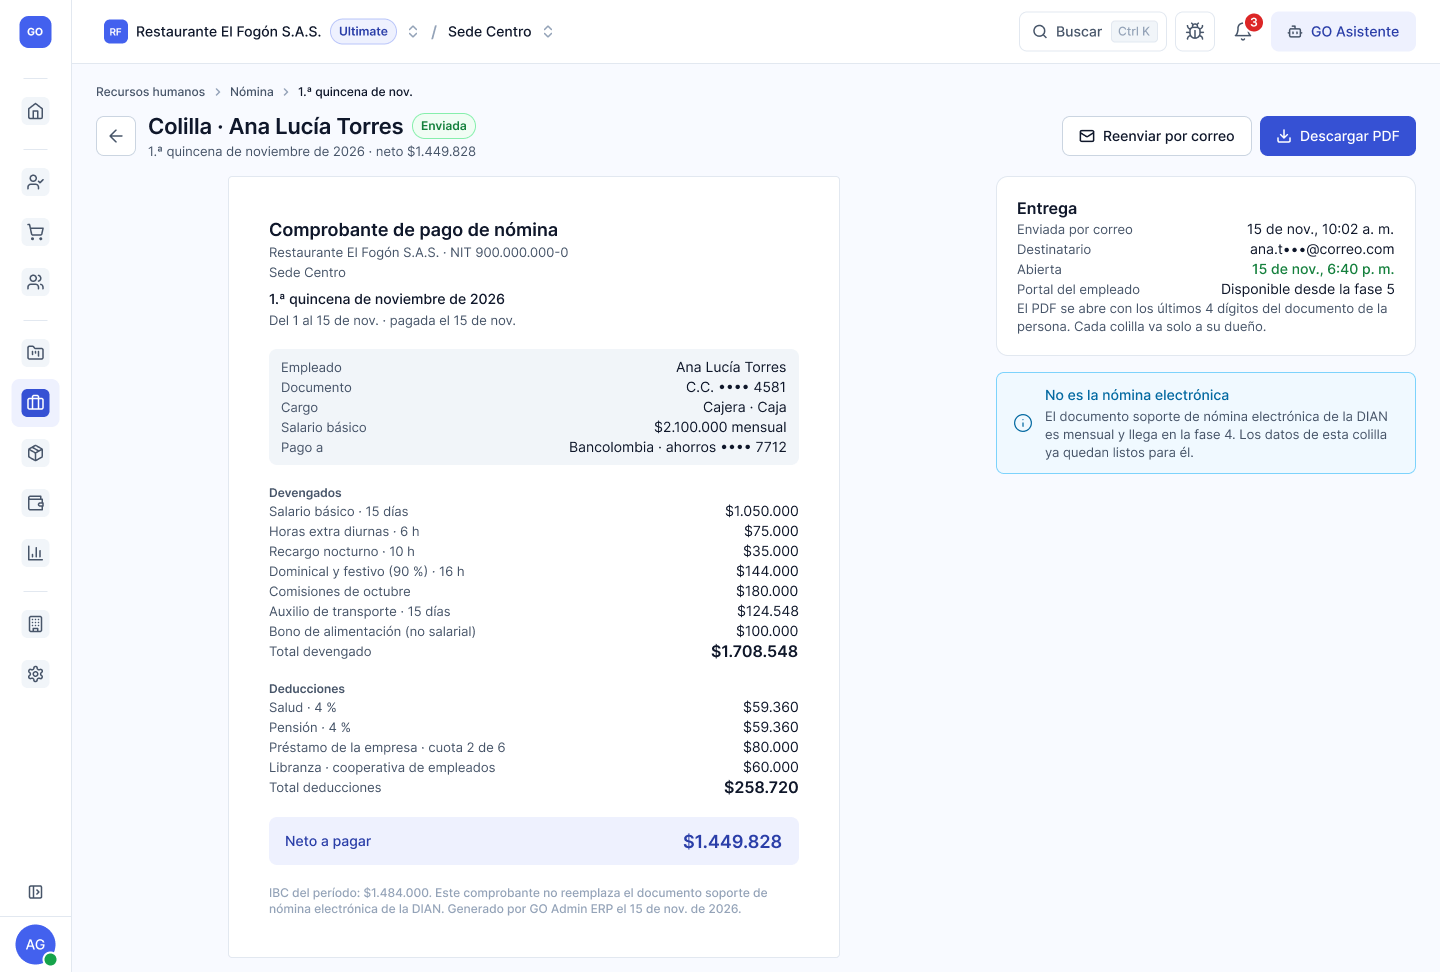 GO
RF Restaurante El Fogón S.A.S. Ultimate / Sede Centro
Buscar Ctrl K
3
GO Asistente
Recursos humanos > Nómina > 1.ª quincena de nov.
Colilla · Ana Lucía Torres Enviada
1.ª quincena de noviembre de 2026 · neto $1.449.828
Reenviar por correo
Descargar PDF
Comprobante de pago de nómina
Restaurante El Fogón S.A.S. · NIT 900.000.000-0
Sede Centro
1.ª quincena de noviembre de 2026
Del 1 al 15 de nov. · pagada el 15 de nov.
Empleado Ana Lucía Torres
Documento C.C. •••• 4581
Cargo Cajera · Caja
Salario básico $2.100.000 mensual
Pago a Bancolombia · ahorros •••• 7712
Devengados
Salario básico · 15 días $1.050.000
Horas extra diurnas · 6 h $75.000
Recargo nocturno · 10 h $35.000
Dominical y festivo (90 %) · 16 h $144.000
Comisiones de octubre $180.000
Auxilio de transporte · 15 días $124.548
Bono de alimentación (no salarial) $100.000
Total devengado $1.708.548
Deducciones
Salud · 4 % $59.360
Pensión · 4 % $59.360
Préstamo de la empresa · cuota 2 de 6 $80.000
Libranza · cooperativa de empleados $60.000
Total deducciones $258.720
Neto a pagar $1.449.828
IBC del período: $1.484.000. Este comprobante no reemplaza el documento soporte de
nómina electrónica de la DIAN. Generado por GO Admin ERP el 15 de nov. de 2026.
Entrega
Enviada por correo 15 de nov., 10:02 a. m.
Destinatario ana.t•••@correo.com
Abierta 15 de nov., 6:40 p. m.
Portal del empleado Disponible desde la fase 5
El PDF se abre con los últimos 4 dígitos del documento de la
persona. Cada colilla va solo a su dueño.
No es la nómina electrónica
El documento soporte de nómina electrónica de la DIAN
es mensual y llega en la fase 4. Los datos de esta colilla
ya quedan listos para él.
AG